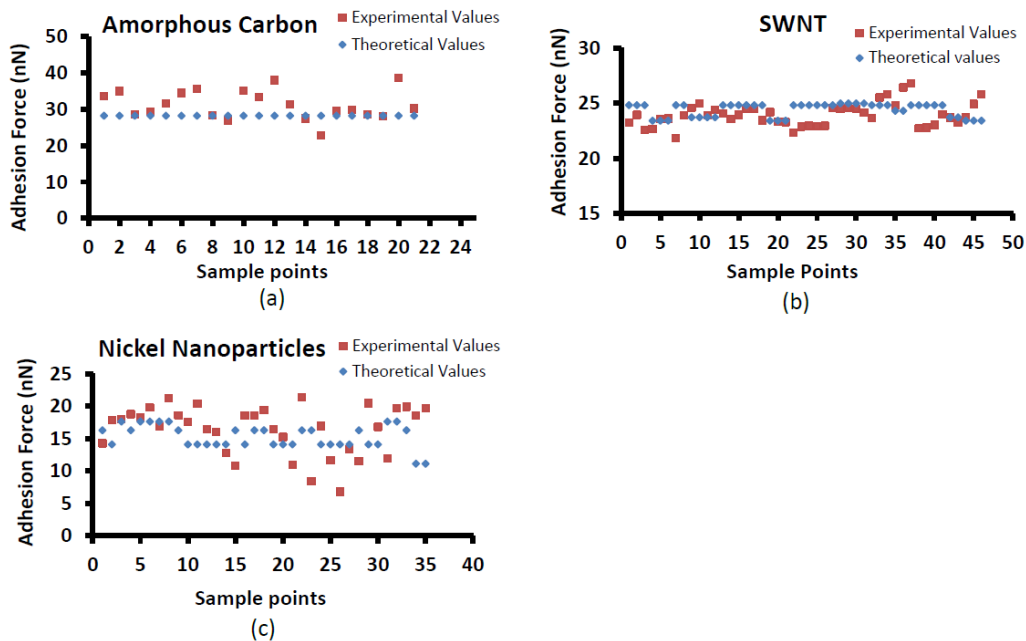 Amorphous Carbon
Experimental Values
Theoretical Values
Adhesion Force (nN)
50
40
30
20
10
0
0 2 4 6 8 10 12 14 16 18 20 22 24
Sample points
(a)
SWNT
Experimental Values
Theoretical values
Adhesion Force (nN)
30
25
20
15
0 5 10 15 20 25 30 35 40 45 50
Sample Points
(b)
Nickel Nanoparticles
Experimental Values
Theoretical Values
Adhesion Force (nN)
25
20
15
10
5
0
0 5 10 15 20 25 30 35 40
Sample points
(c)